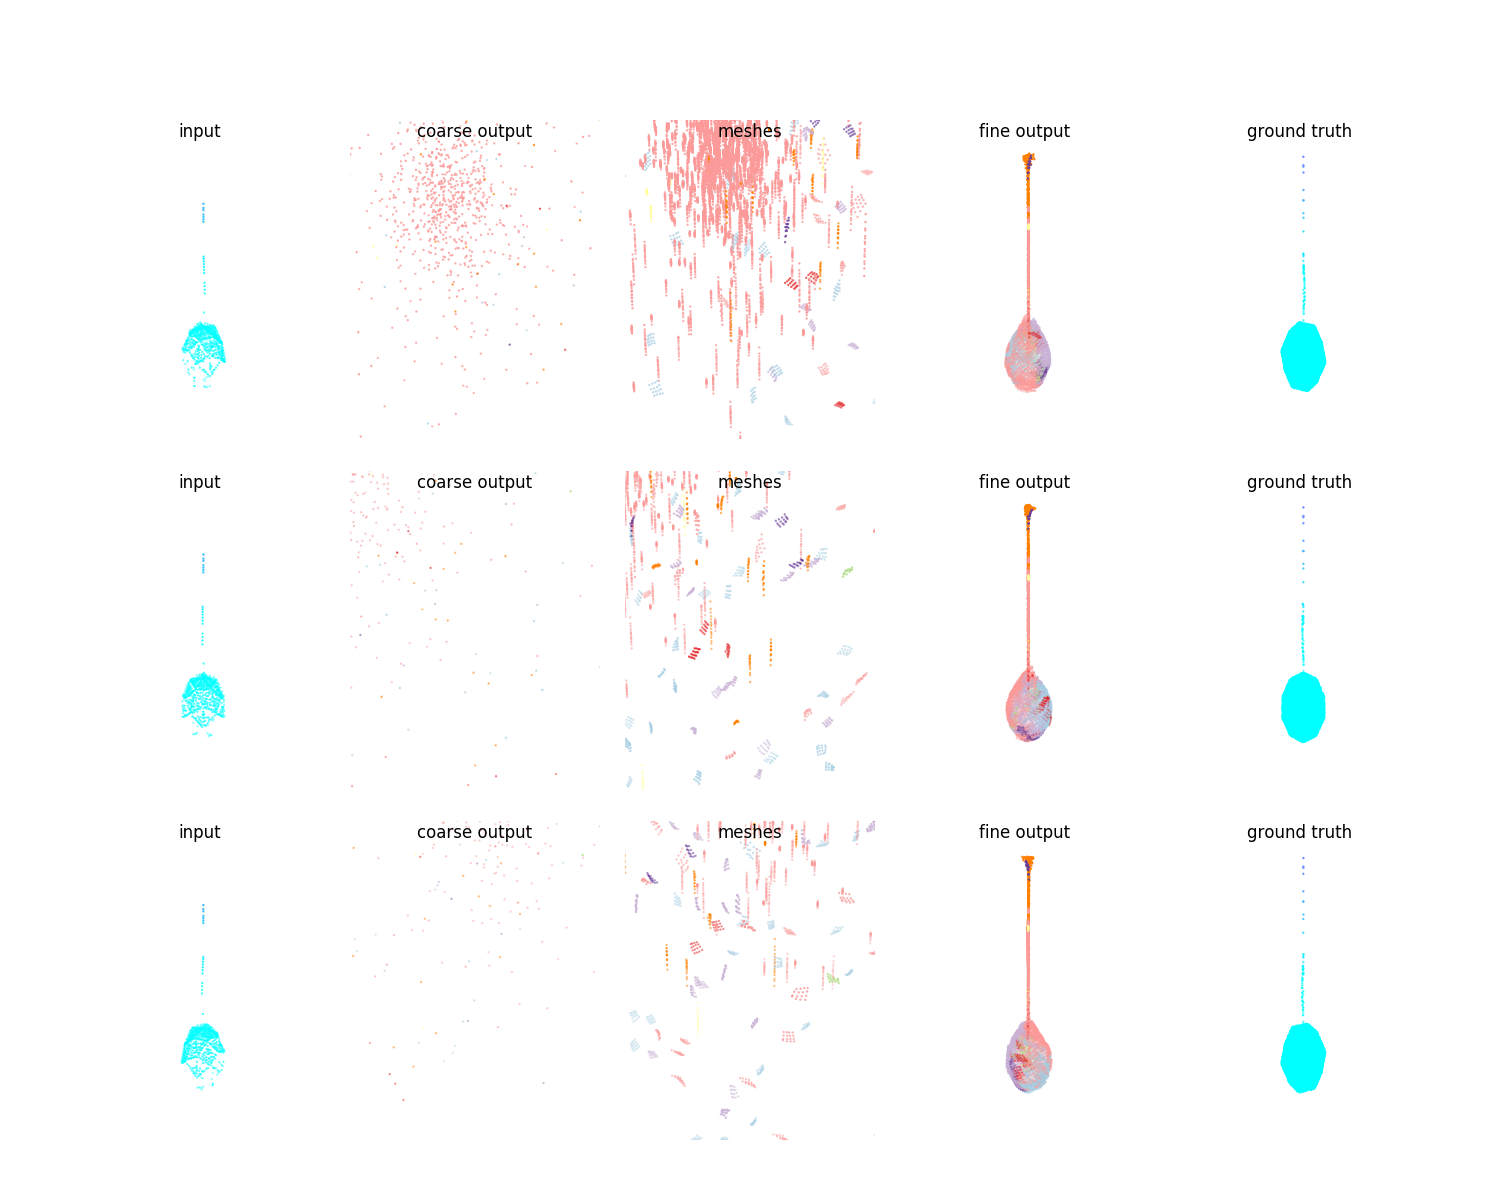 input
coarse output
meshes
fine output
ground truth
input
coarse output
meshes
fine output
ground truth
input
coarse output
meshes
fine output
ground truth